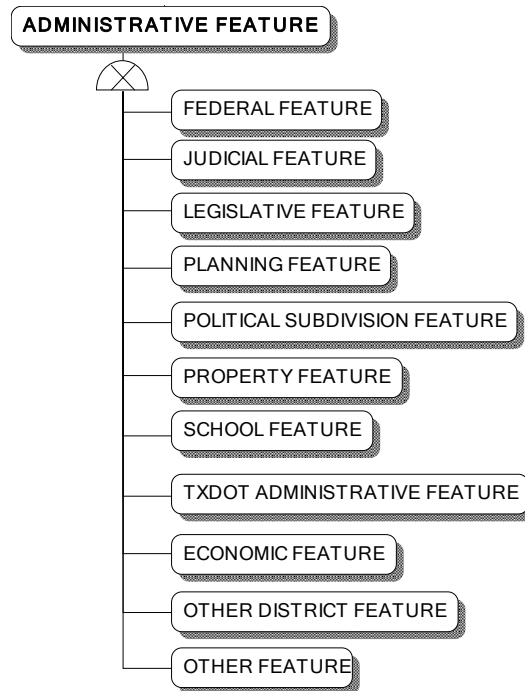 ADMINISTRATIVE FEATURE
FEDERAL FEATURE
JUDICIAL FEATURE
LEGISLATIVE FEATURE
PLANNING FEATURE
POLITICAL SUBDIVISION FEATURE
PROPERTY FEATURE
SCHOOL FEATURE
TXDOT ADMINISTRATIVE FEATURE
ECONOMIC FEATURE
OTHER DISTRICT FEATURE
OTHER FEATURE